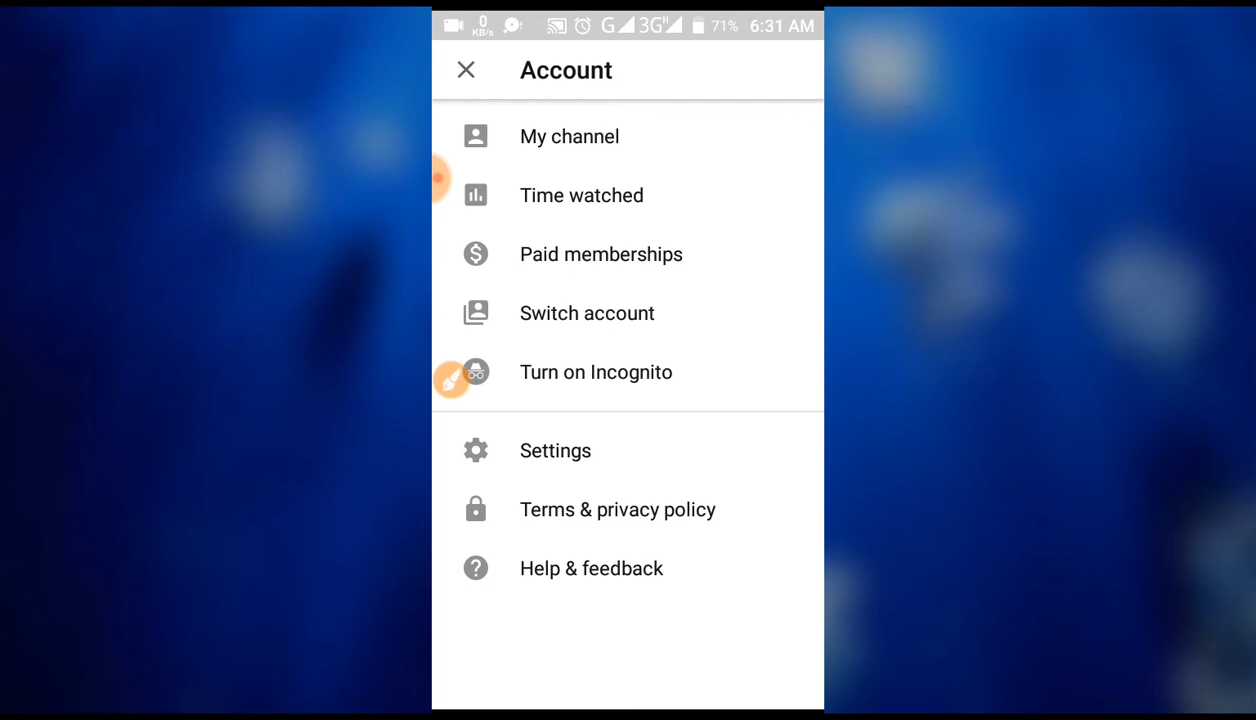 0 KB/s G 3G H 71% 6:31 AM
Account
My channel
Time watched
Paid memberships
Switch account
Turn on Incognito
Settings
Terms & privacy policy
Help & feedback